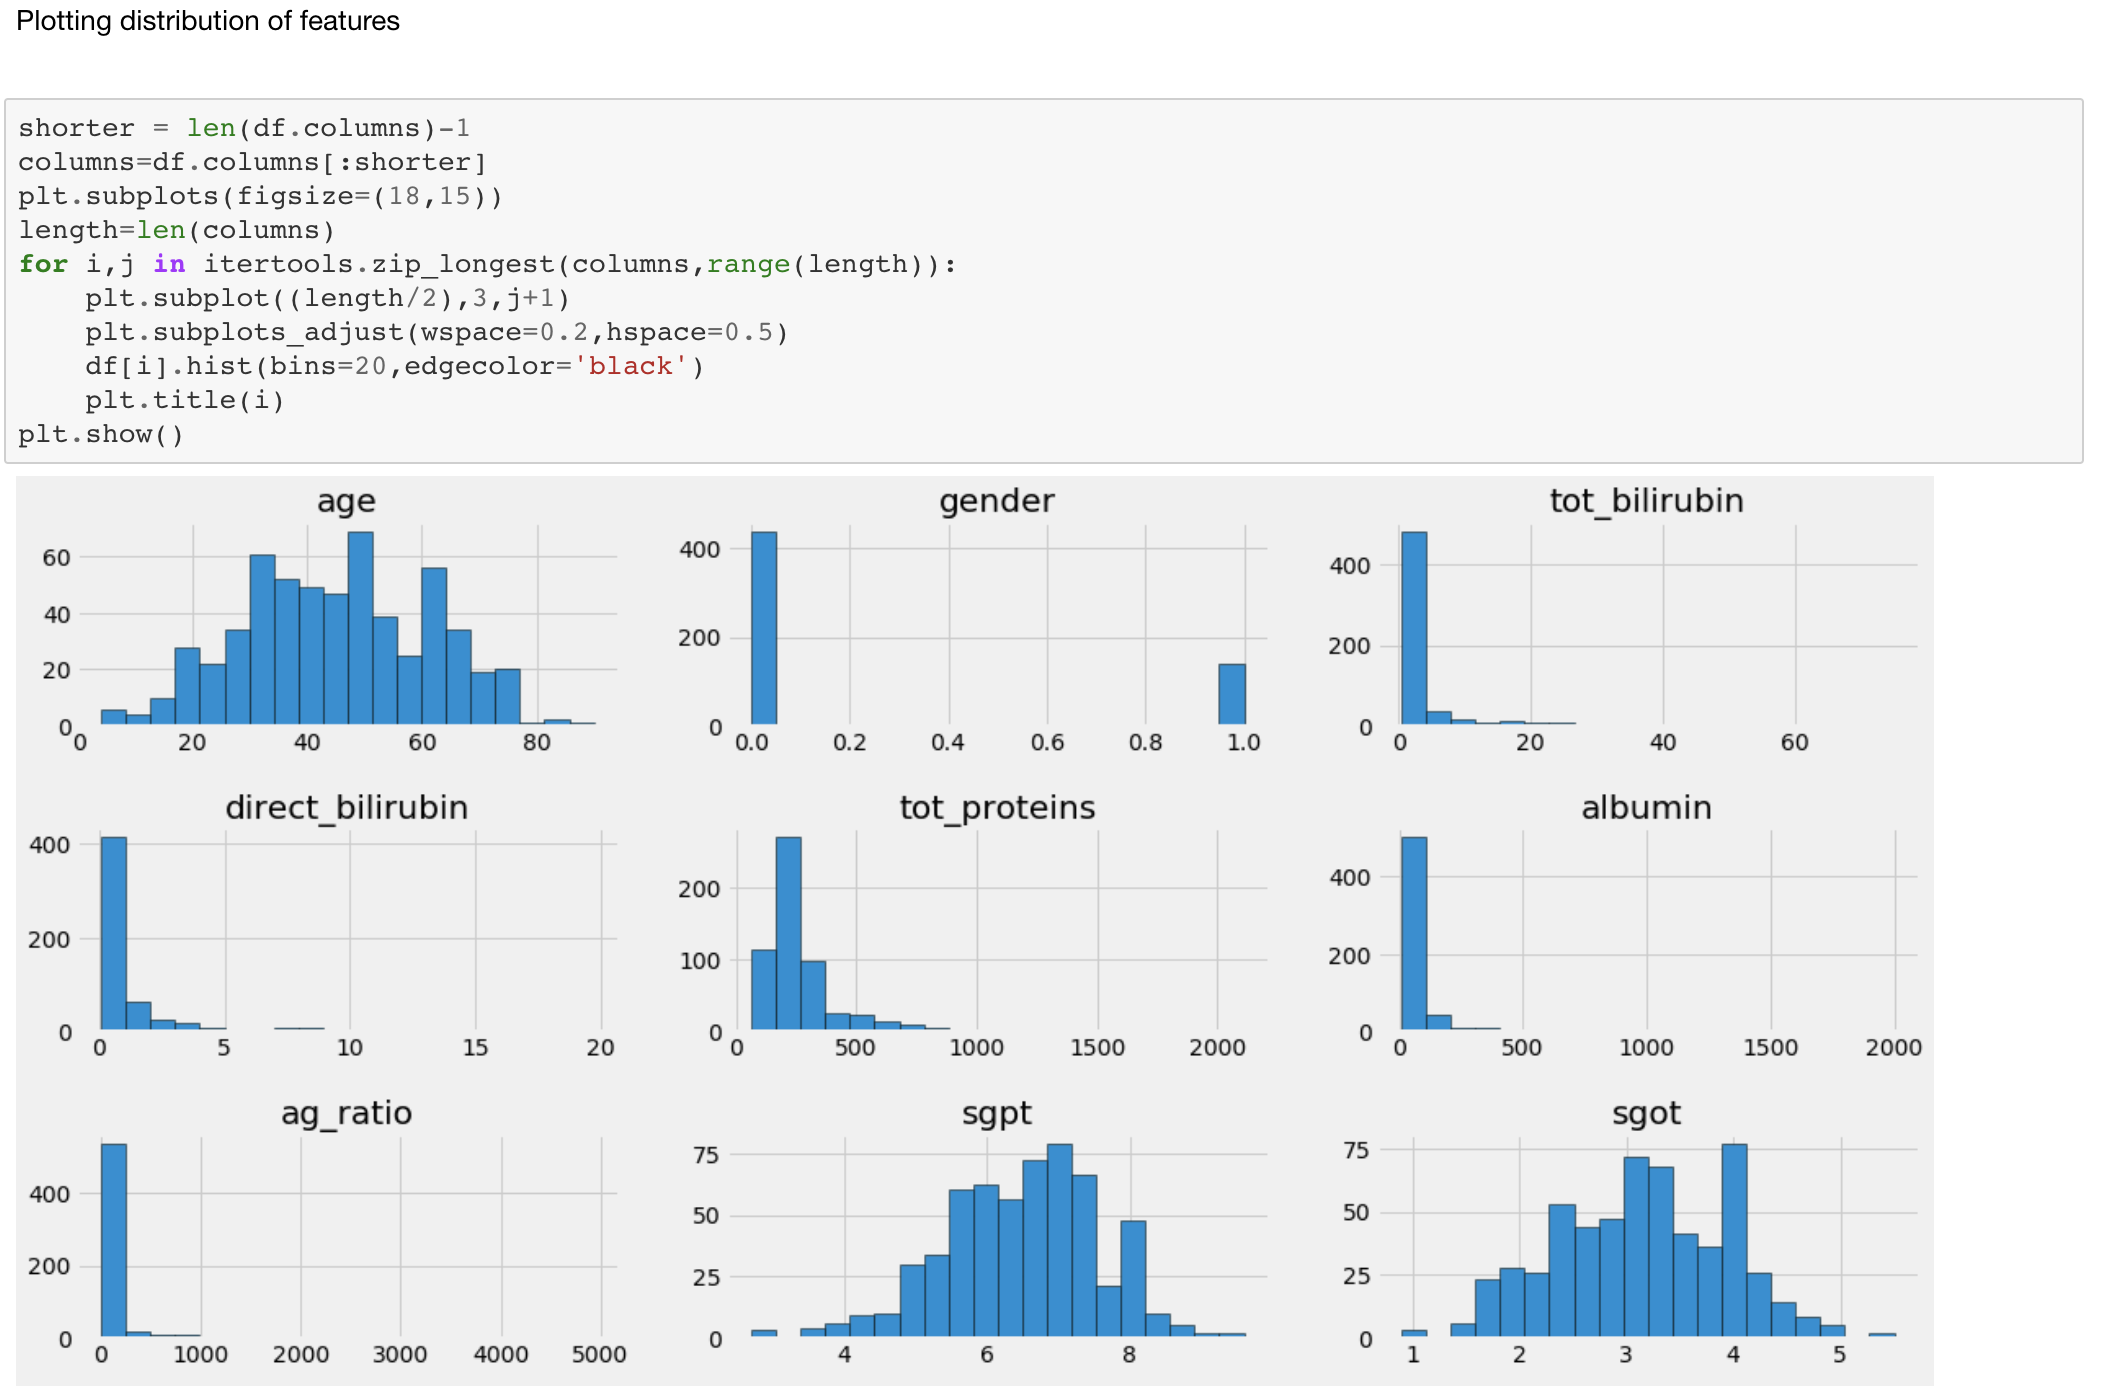 Plotting distribution of features
shorter = len(df.columns)-1
columns=df.columns[:shorter]
plt.subplots(figsize=(18,15))
length=len(columns)
for i,j in itertools.zip_longest(columns,range(length)):
    plt.subplot((length/2),3,j+1)
    plt.subplots_adjust(wspace=0.2,hspace=0.5)
    df[i].hist(bins=20,edgecolor='black')
    plt.title(i)
plt.show()
age
60
40
20
0
0 20 40 60 80
gender
400
200
0
0.0 0.2 0.4 0.6 0.8 1.0
tot_bilirubin
400
200
0
0 20 40 60
direct_bilirubin
400
200
0
0 5 10 15 20
tot_proteins
200
100
0
0 500 1000 1500 2000
albumin
400
200
0
0 500 1000 1500 2000
ag_ratio
400
200
0
0 1000 2000 3000 4000 5000
sgpt
75
50
25
0
4 6 8
sgot
75
50
25
0
1 2 3 4 5